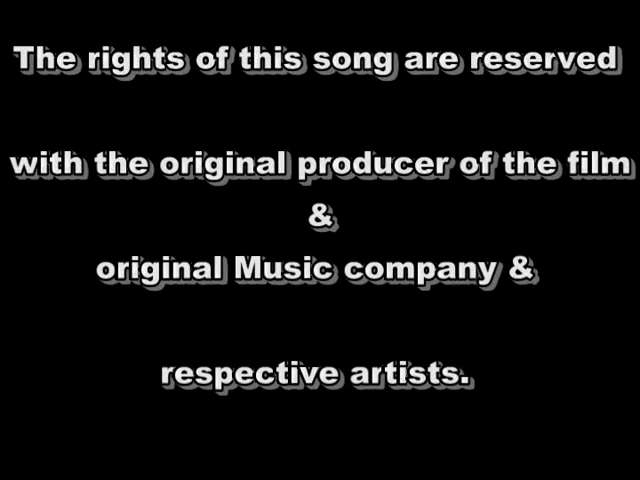 The rights of this song are reserved
with the original producer of the film
&
original Music company &
respective artists.